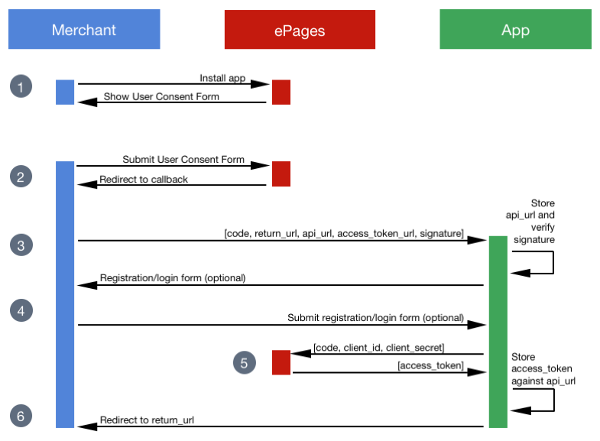 Merchant
ePages
App
1
Install app
Show User Consent Form
2
Submit User Consent Form
Redirect to callback
3
[code, return_url, api_url, access_token_url, signature]
Store
api_url and
verify
signature
Registration/login form (optional)
4
Submit registration/login form (optional)
5
[code, client_id, client_secret]
[access_token]
Store
access_token
against api_url
6
Redirect to return_url